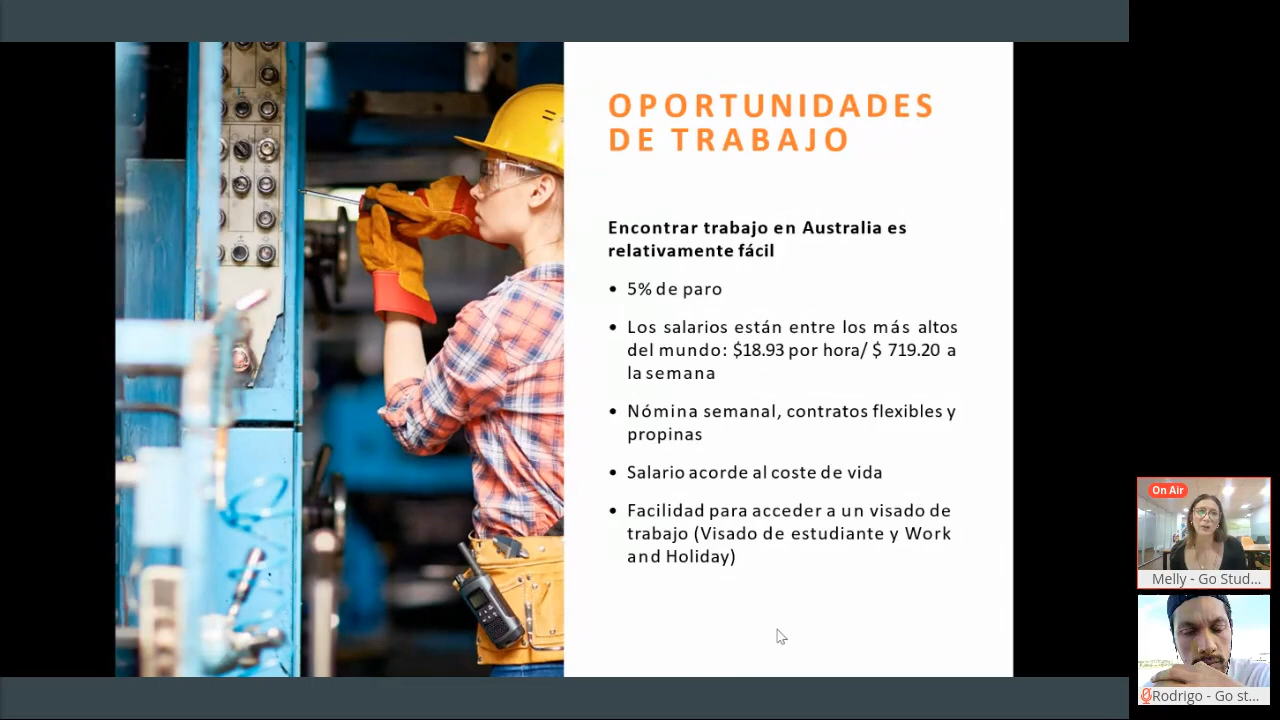 OPORTUNIDADES
DE TRABAJO
Encontrar trabajo en Australia es
relativamente fácil
• 5% de paro
• Los salarios están entre los más altos
del mundo: $18.93 por hora/ $ 719.20 a
la semana
• Nómina semanal, contratos flexibles y
propinas
• Salario acorde al coste de vida
• Facilidad para acceder a un visado de
trabajo (Visado de estudiante y Work
and Holiday)
On Air
Melly - Go Stud...
Rodrigo - Go st...